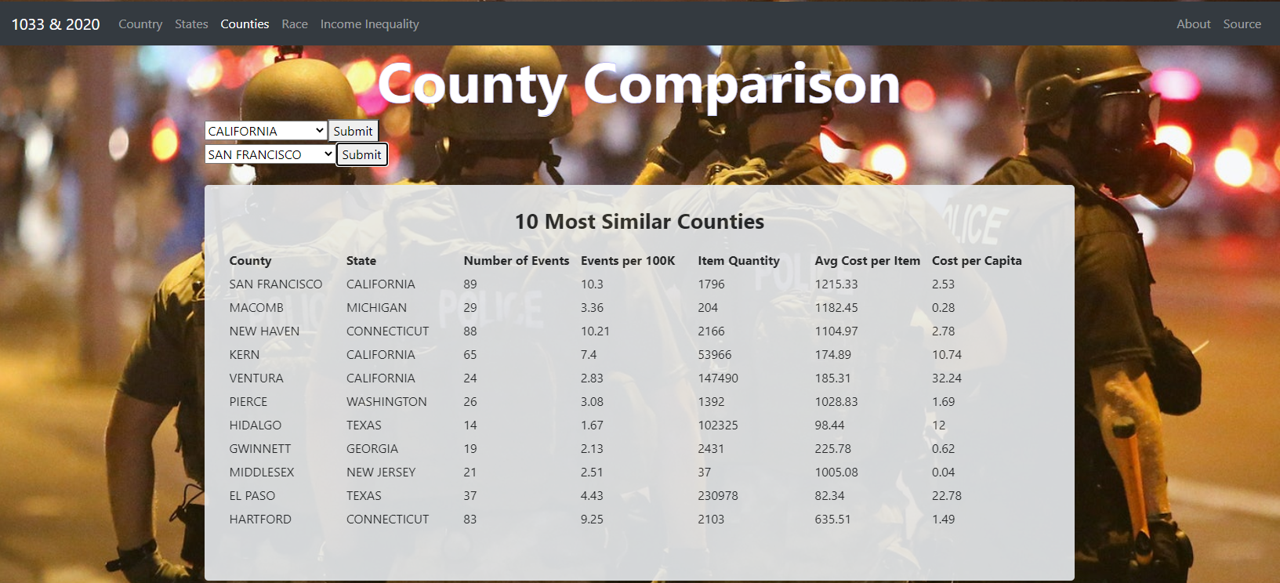 1033 & 2020 Country States Counties Race Income Inequality About Source
County Comparison
CALIFORNIA Submit
SAN FRANCISCO Submit
10 Most Similar Counties
County State Number of Events Events per 100K Item Quantity Avg Cost per Item Cost per Capita
SAN FRANCISCO CALIFORNIA 89 10.3 1796 1215.33 2.53
MACOMB MICHIGAN 29 3.36 204 1182.45 0.28
NEW HAVEN CONNECTICUT 88 10.21 2166 1104.97 2.78
KERN CALIFORNIA 65 7.4 53966 174.89 10.74
VENTURA CALIFORNIA 24 2.83 147490 185.31 32.24
PIERCE WASHINGTON 26 3.08 1392 1028.83 1.69
HIDALGO TEXAS 14 1.67 102325 98.44 12
GWINNETT GEORGIA 19 2.13 2431 225.78 0.62
MIDDLESEX NEW JERSEY 21 2.51 37 1005.08 0.04
EL PASO TEXAS 37 4.43 230978 82.34 22.78
HARTFORD CONNECTICUT 83 9.25 2103 635.51 1.49
POLICE
POLICE